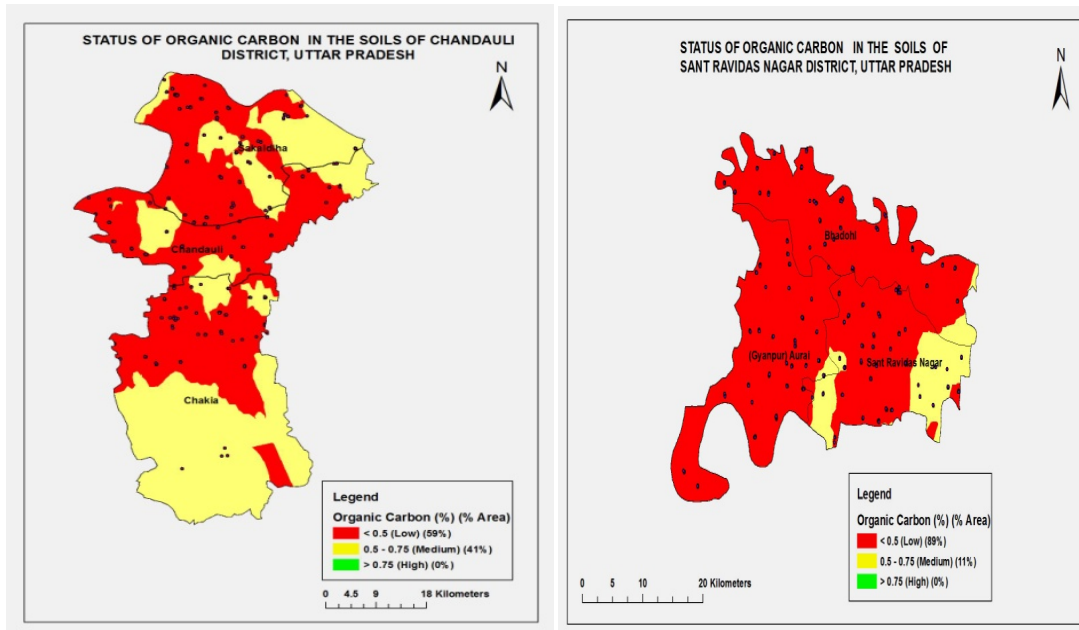 STATUS OF ORGANIC CARBON IN THE SOILS OF CHANDAULI
DISTRICT, UTTAR PRADESH
N
Sakaldiha
Chandauli
Chakia
Legend
Organic Carbon (%) (% Area)
< 0.5 (Low) (59%)
0.5 - 0.75 (Medium) (41%)
> 0.75 (High) (0%)
0 4.5 9 18 Kilometers
STATUS OF ORGANIC CARBON IN THE SOILS OF
SANT RAVIDAS NAGAR DISTRICT, UTTAR PRADESH
N
Bhadohi
(Gyanpur) Aurai
Sant Ravidas Nagar
Legend
Organic Carbon (%) (% Area)
< 0.5 (Low) (89%)
0.5 - 0.75 (Medium) (11%)
> 0.75 (High) (0%)
0 5 10 20 Kilometers